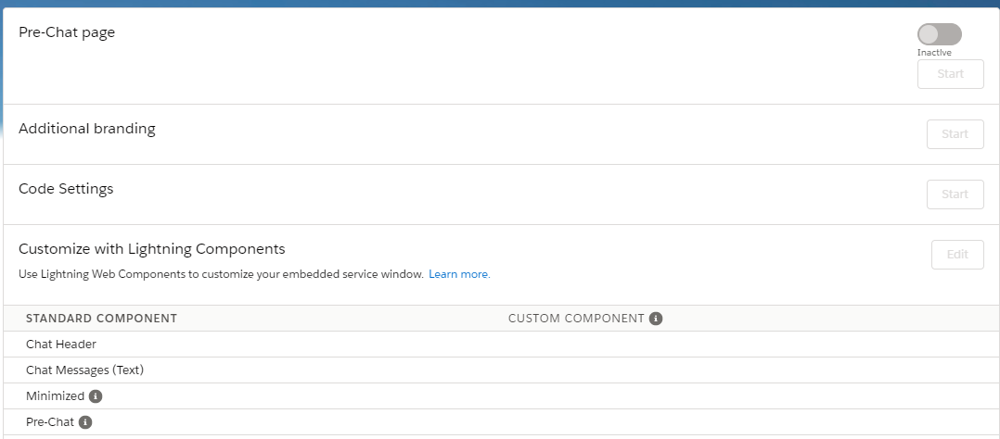 Pre-Chat page
Inactive
Start
Additional branding
Start
Code Settings
Start
Customize with Lightning Components
Edit
Use Lightning Web Components to customize your embedded service window. Learn more.
STANDARD COMPONENT CUSTOM COMPONENT
Chat Header
Chat Messages (Text)
Minimized
Pre-Chat